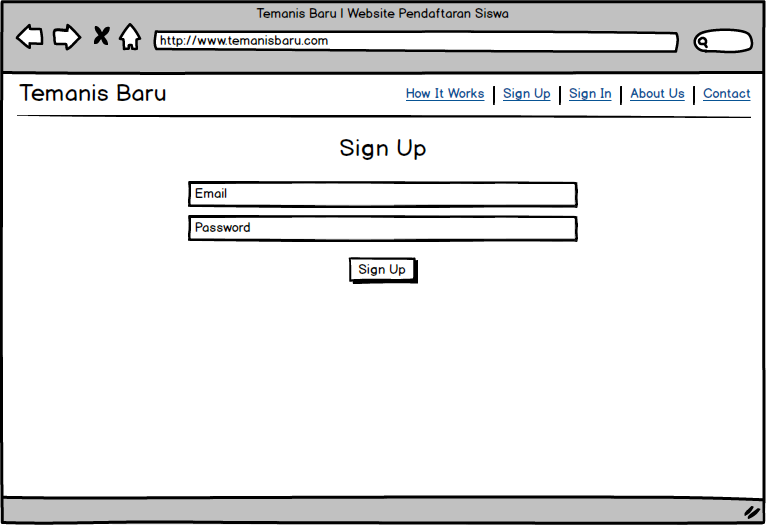 Temanis Baru | Website Pendaftaran Siswa
http://www.temanisbaru.com
Temanis Baru
How It Works | Sign Up | Sign In | About Us | Contact
Sign Up
Email
Password
Sign Up